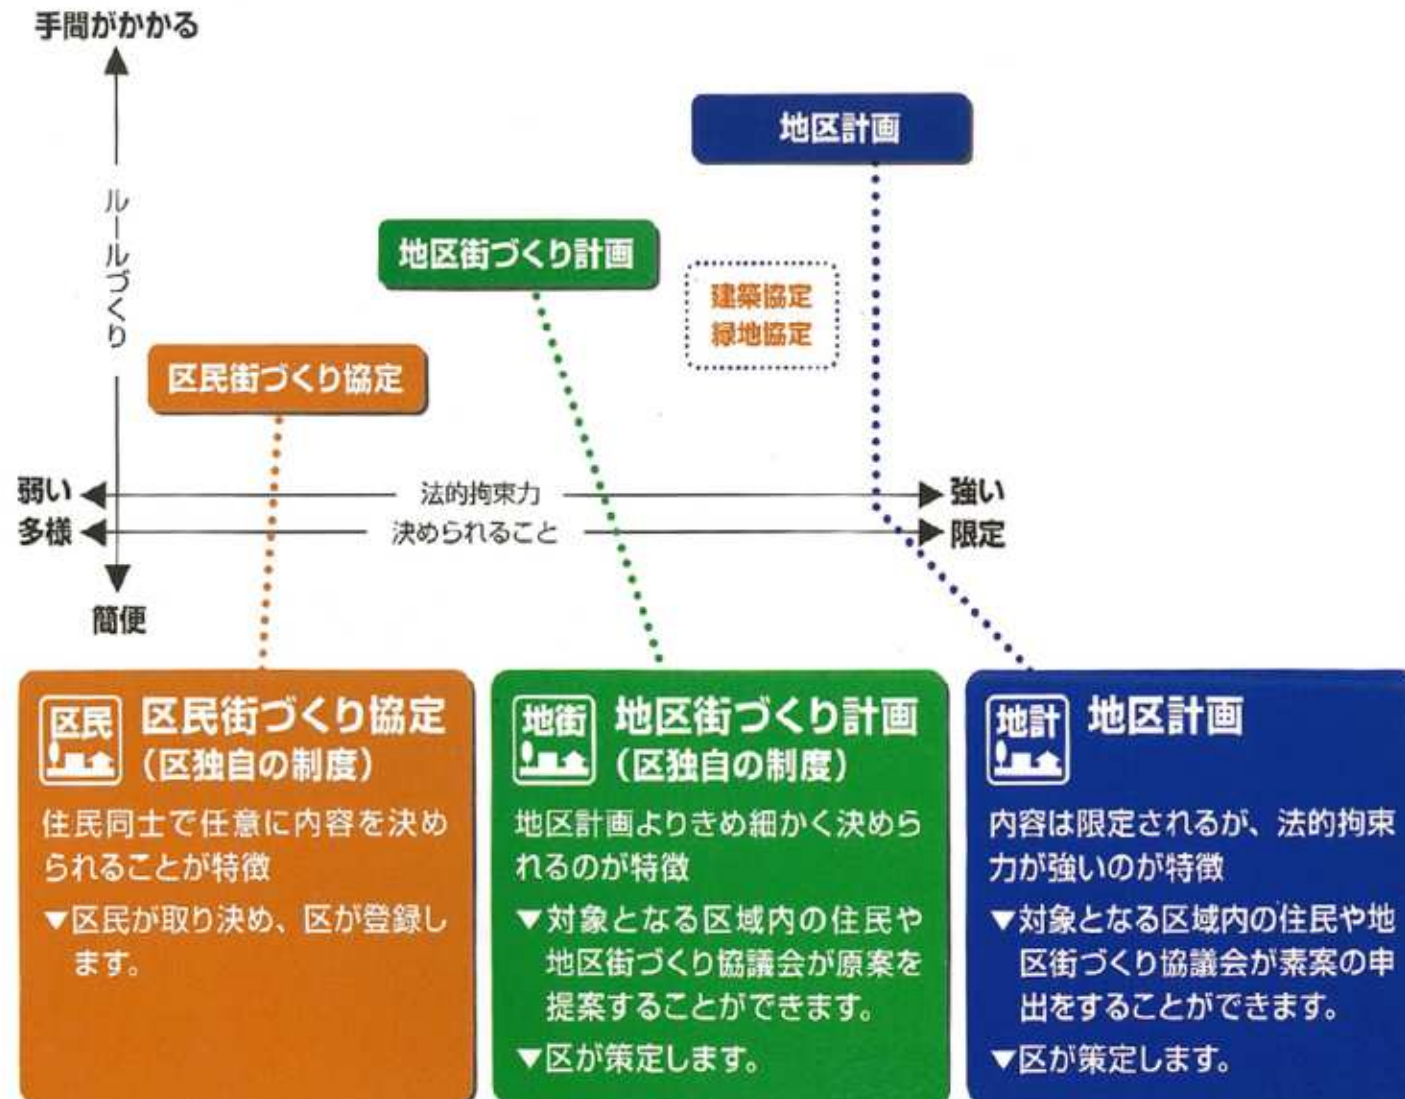 手間がかかる
ルールづくり
地区計画
地区街づくり計画
建築協定
緑地協定
区民街づくり協定
弱い 法的拘束力 強い
多様 決められること 限定
簡便
区民
区民街づくり協定
（区独自の制度）
住民同士で任意に内容を決め
られることが特徴
▼区民が取り決め、区が登録し
ます。
地街
地区街づくり計画
（区独自の制度）
地区計画よりきめ細かく決めら
れるのが特徴
▼対象となる区域内の住民や
地区街づくり協議会が原案を
提案することができます。
▼区が策定します。
地計
地区計画
内容は限定されるが、法的拘束
力が強いのが特徴
▼対象となる区域内の住民や地
区街づくり協議会が素案の申
出をすることができます。
▼区が策定します。